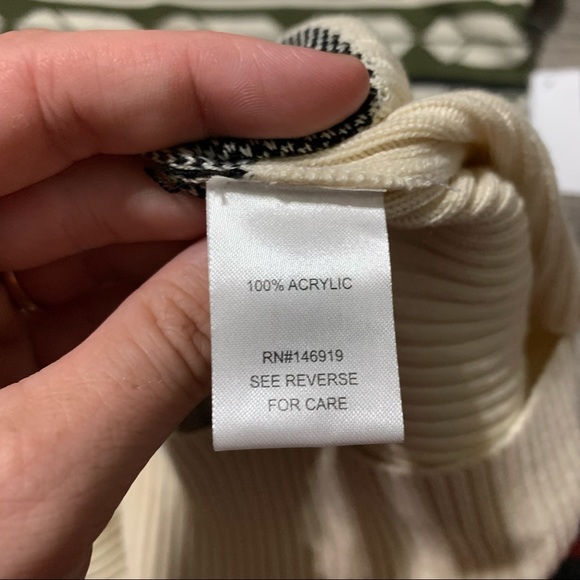 100% ACRYLIC
RN#146919
SEE REVERSE
FOR CARE